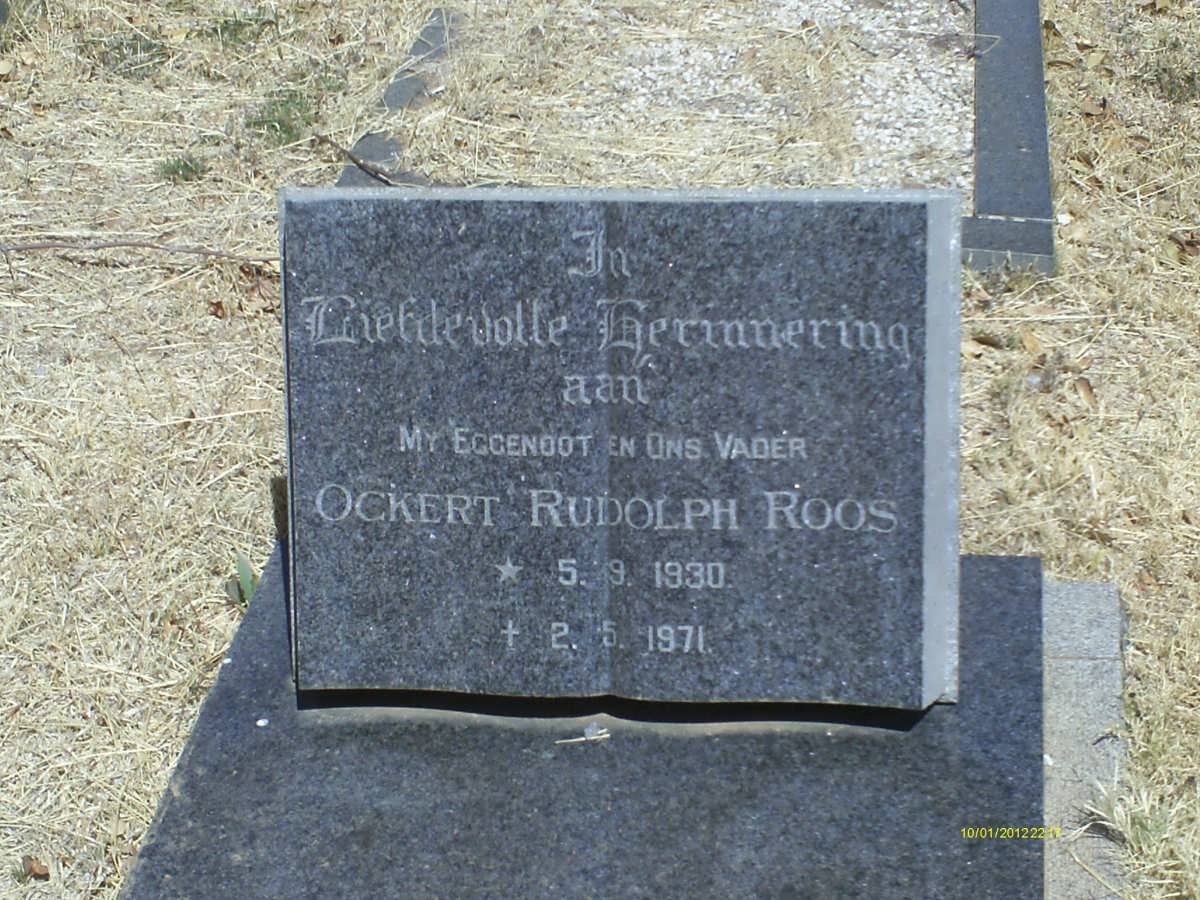 In
Liefdevolle Herinnering
aan
My Eggenoot en Ons Vader
Ockert Rudolph Roos
★ 5. 9. 1930.
† 2. 5. 1971.
10/01/2012 22:17